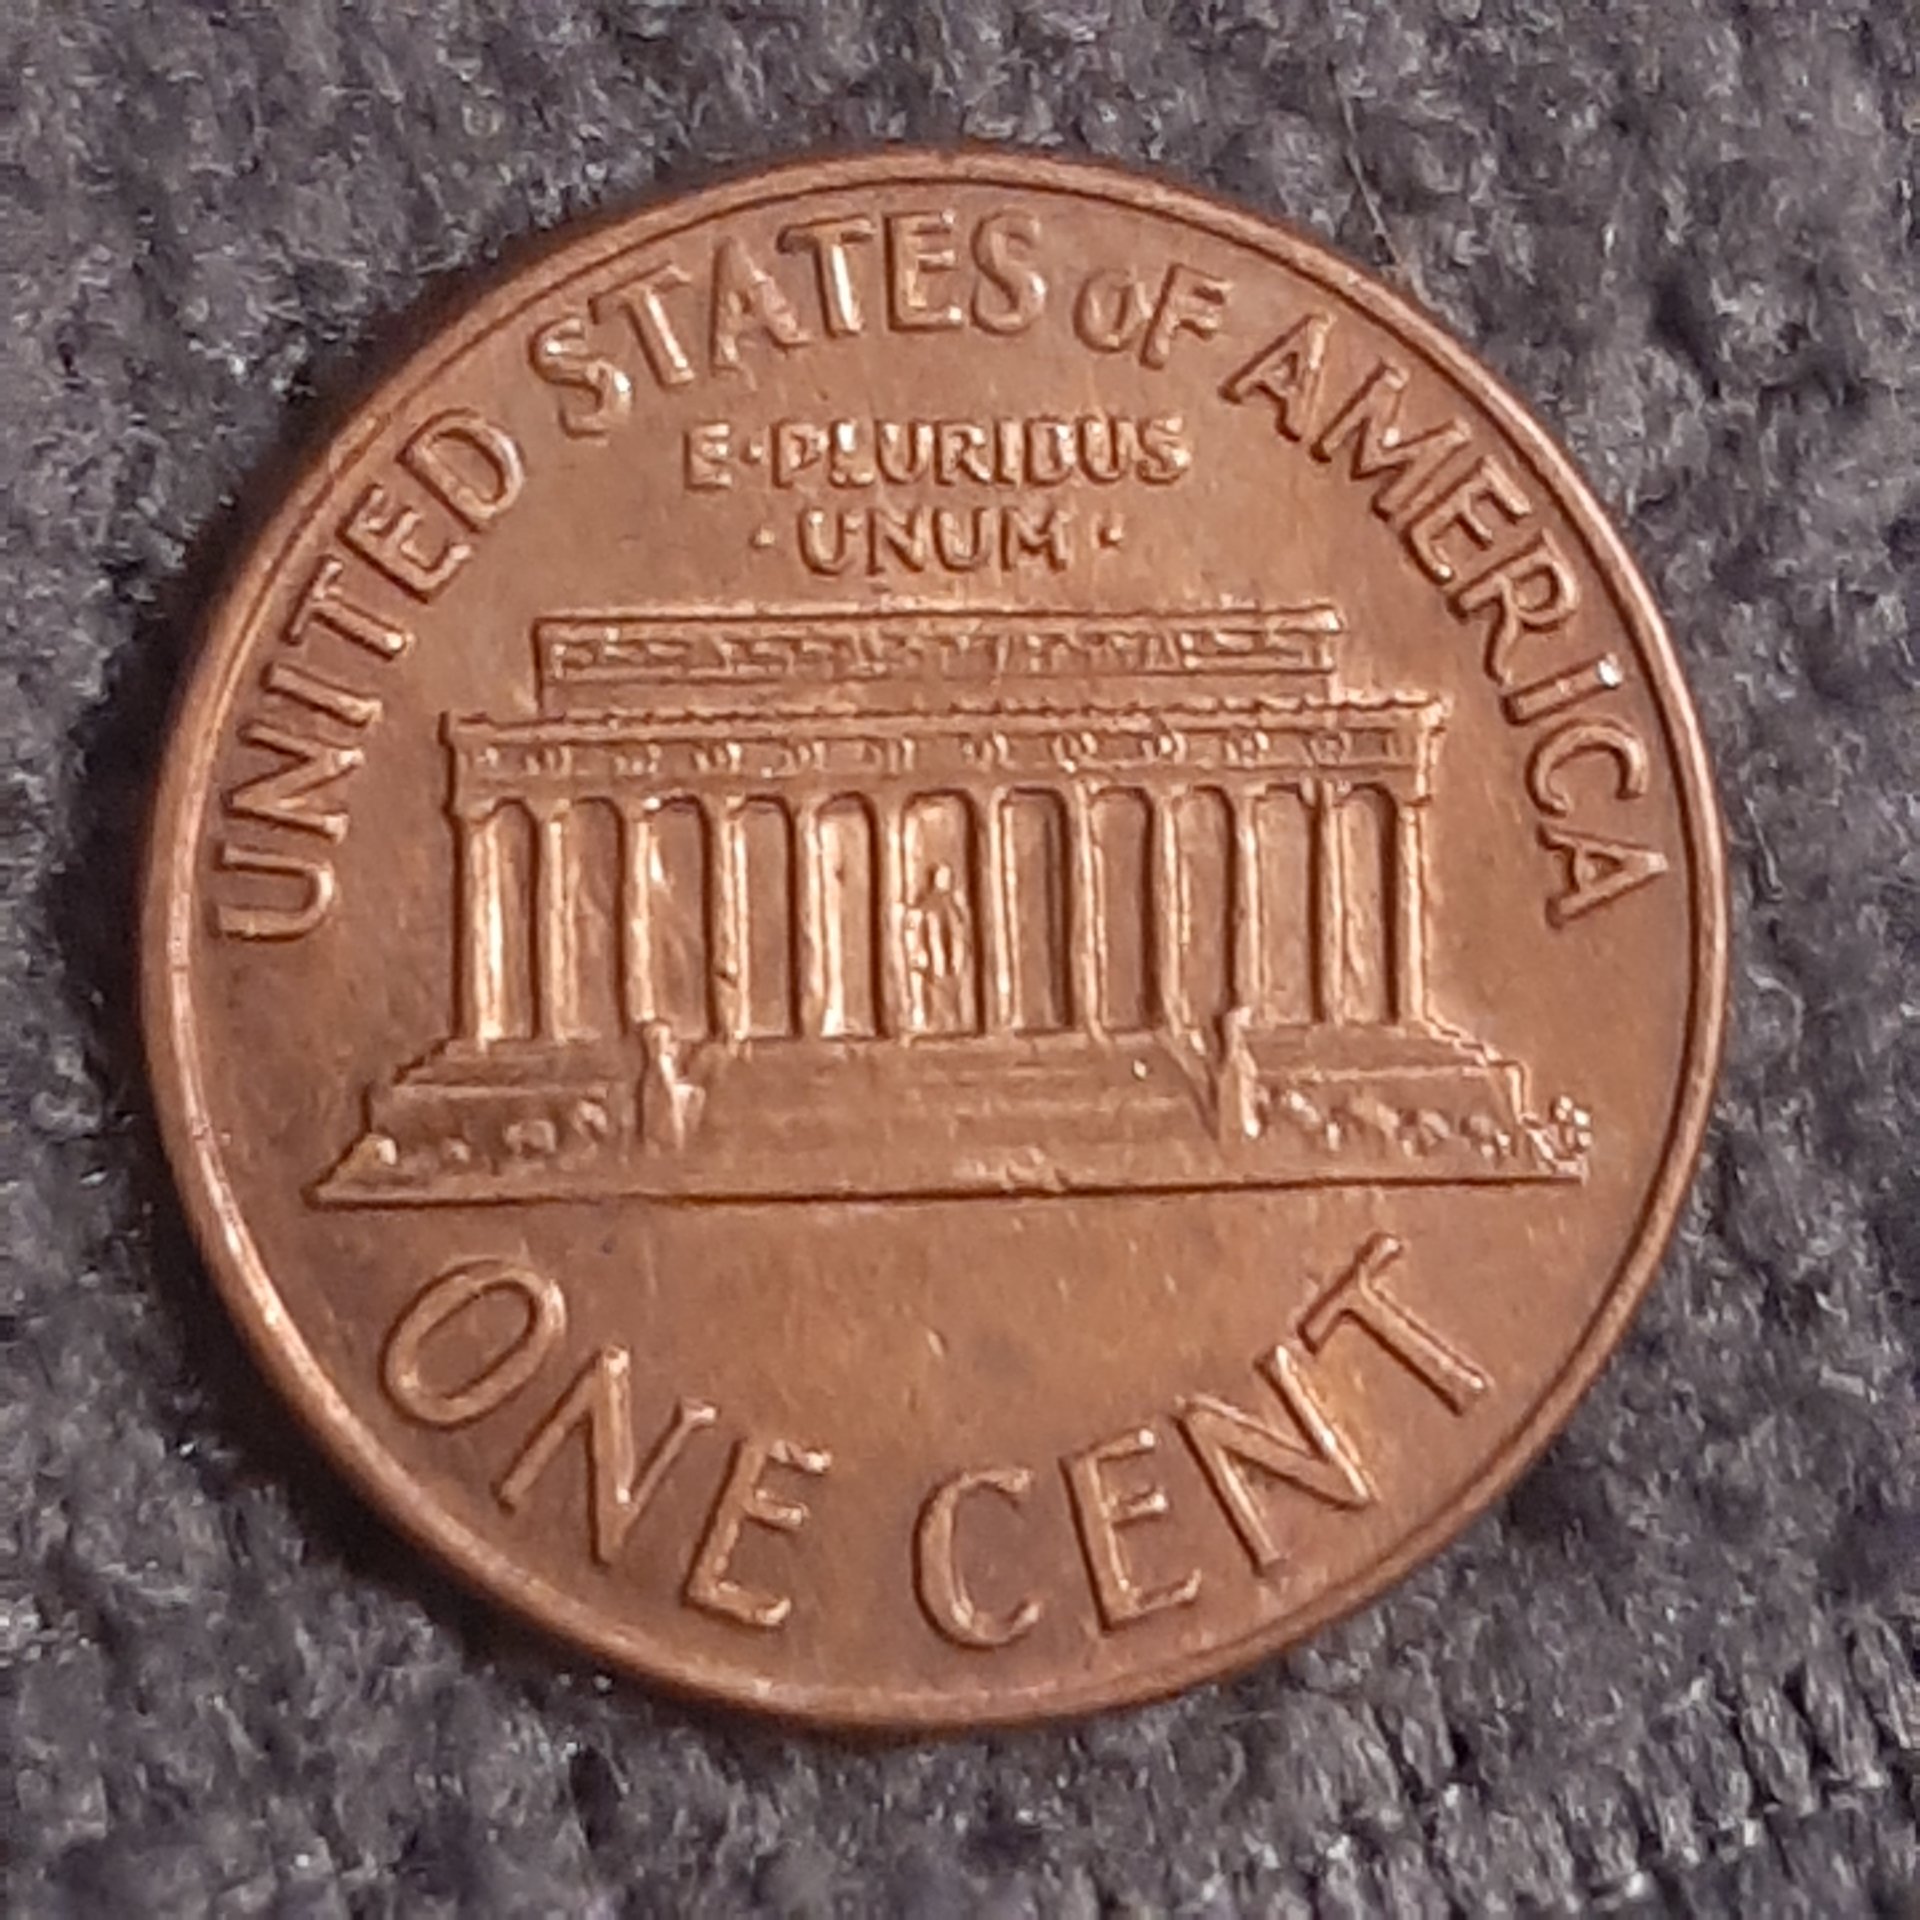 UNITED STATES OF AMERICA
E·PLURIBUS
·UNUM·
ONE CENT